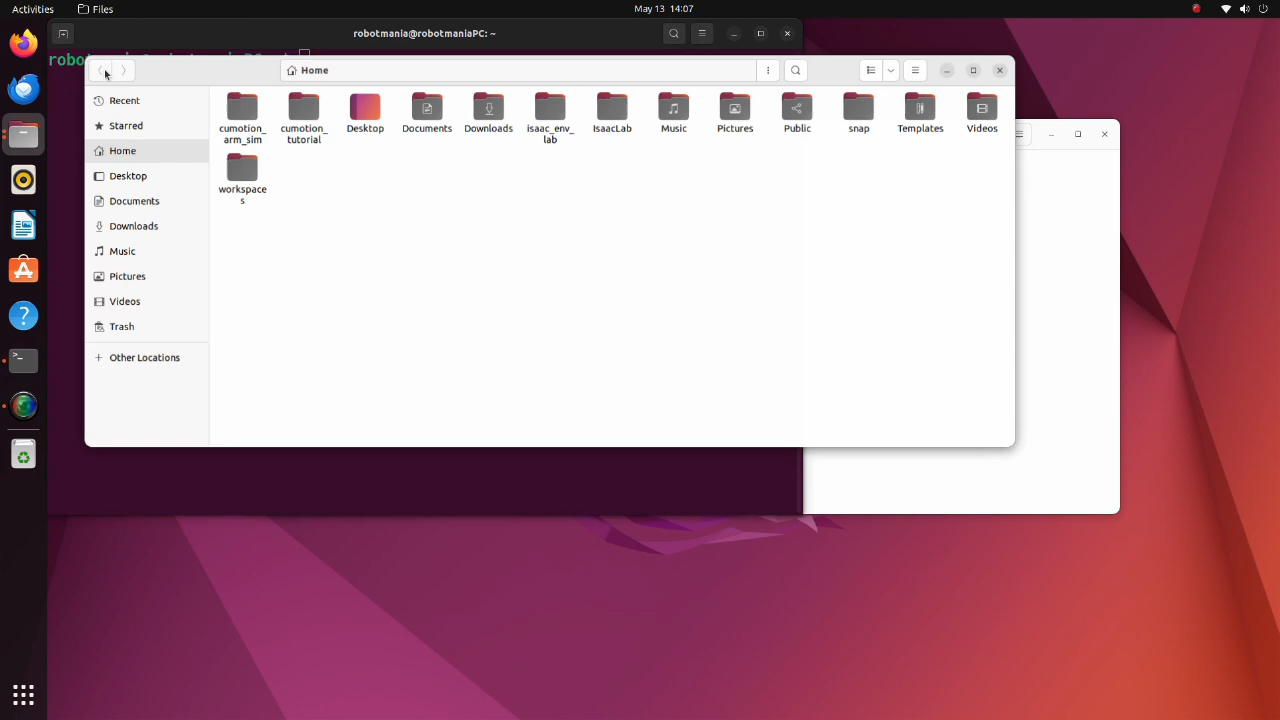 Activities
Files
May 13 14:07
robotmania@robotmaniaPC: ~
Home
Recent
Starred
Home
Desktop
Documents
Downloads
Music
Pictures
Videos
Trash
Other Locations
cumotion_
arm_sim
cumotion_
tutorial
Desktop
Documents
Downloads
isaac_env_
lab
IsaacLab
Music
Pictures
Public
snap
Templates
Videos
workspace
s